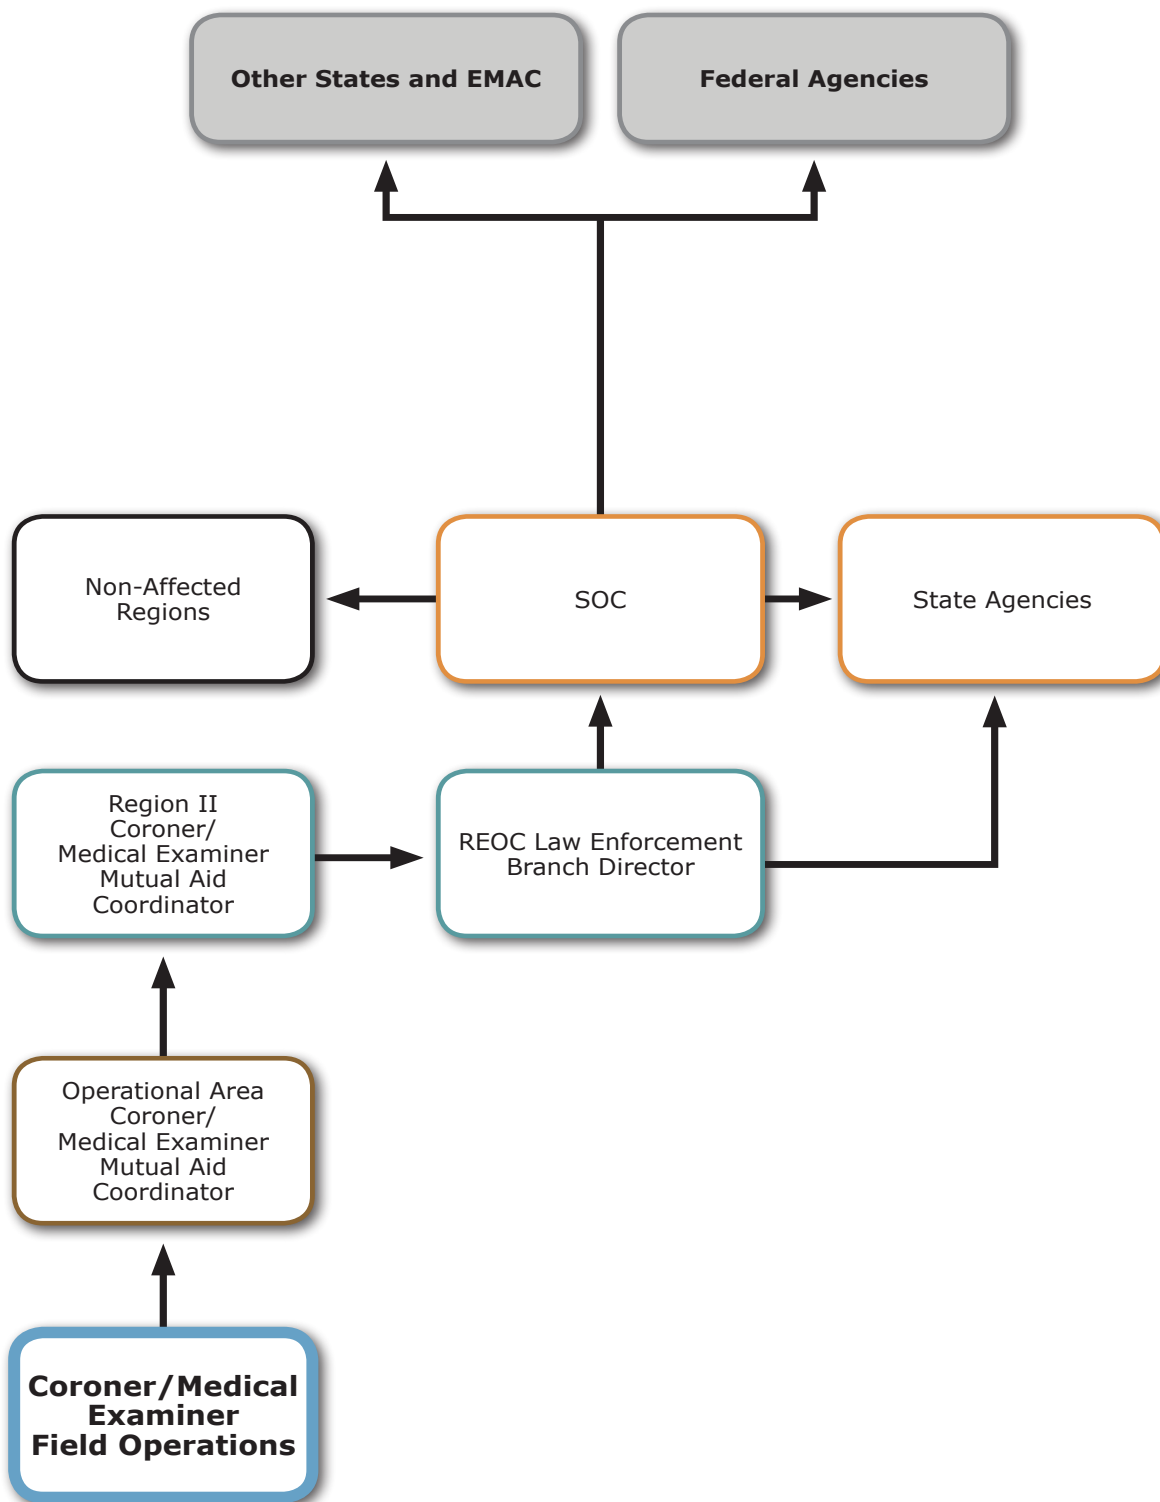 Other States and EMAC
Federal Agencies
Non-Affected
Regions
SOC
State Agencies
Region II
Coroner/
Medical Examiner
Mutual Aid
Coordinator
REOC Law Enforcement
Branch Director
Operational Area
Coroner/
Medical Examiner
Mutual Aid
Coordinator
Coroner/Medical
Examiner
Field Operations